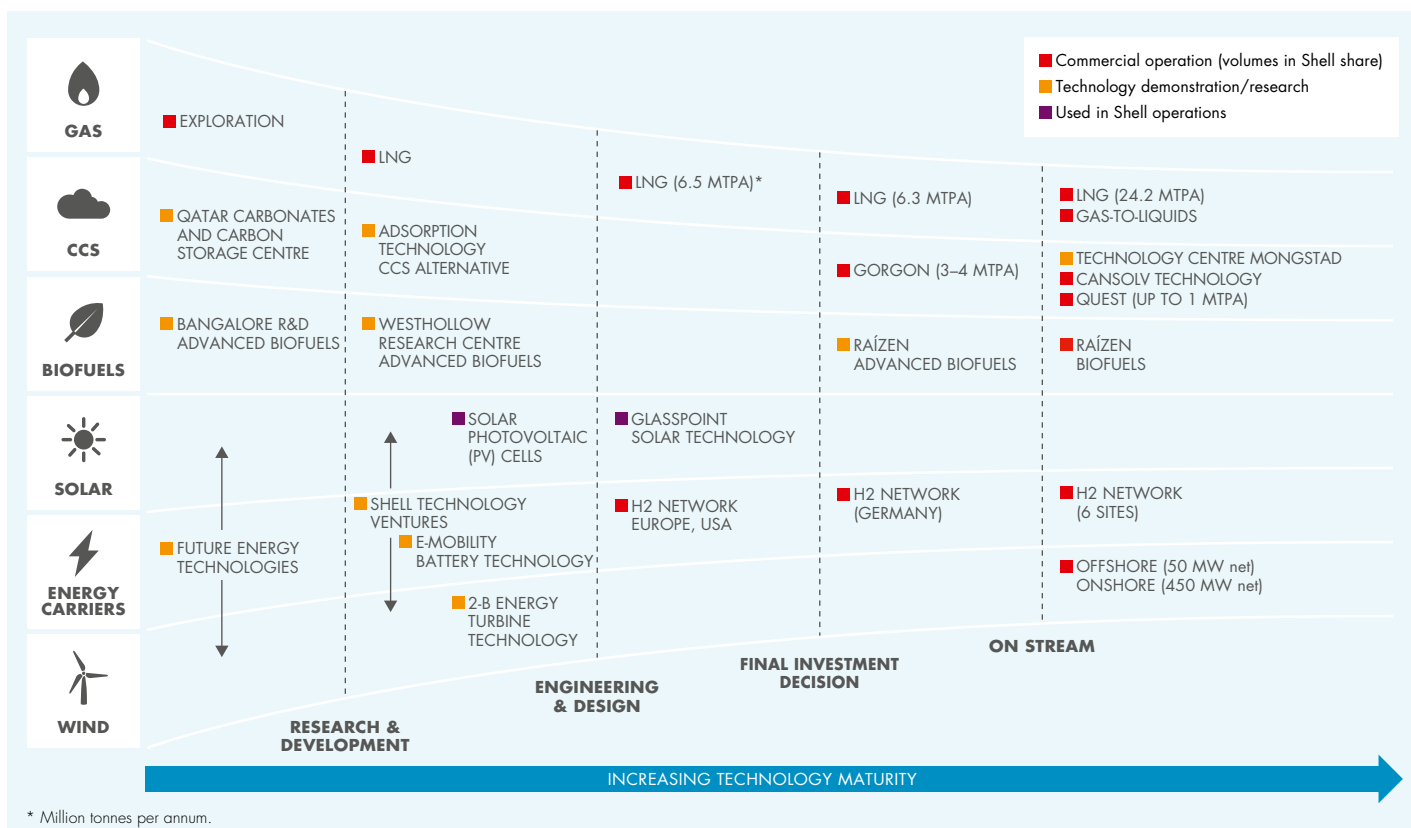 GAS
CCS
BIOFUELS
SOLAR
ENERGY
CARRIERS
WIND
Commercial operation (volumes in Shell share)
Technology demonstration/research
Used in Shell operations
EXPLORATION
LNG
LNG (6.5 MTPA)*
LNG (6.3 MTPA)
LNG (24.2 MTPA)
GAS-TO-LIQUIDS
QATAR CARBONATES
AND CARBON
STORAGE CENTRE
ADSORPTION
TECHNOLOGY
CCS ALTERNATIVE
GORGON (3–4 MTPA)
TECHNOLOGY CENTRE MONGSTAD
CANSOLV TECHNOLOGY
QUEST (UP TO 1 MTPA)
BANGALORE R&D
ADVANCED BIOFUELS
WESTHOLLOW
RESEARCH CENTRE
ADVANCED BIOFUELS
RAÍZEN
ADVANCED BIOFUELS
RAÍZEN
BIOFUELS
SOLAR
PHOTOVOLTAIC
(PV) CELLS
GLASSPOINT
SOLAR TECHNOLOGY
SHELL TECHNOLOGY
VENTURES
H2 NETWORK
EUROPE, USA
H2 NETWORK
(GERMANY)
H2 NETWORK
(6 SITES)
FUTURE ENERGY
TECHNOLOGIES
E-MOBILITY
BATTERY TECHNOLOGY
OFFSHORE (50 MW net)
ONSHORE (450 MW net)
2-B ENERGY
TURBINE
TECHNOLOGY
RESEARCH &
DEVELOPMENT
ENGINEERING
& DESIGN
FINAL INVESTMENT
DECISION
ON STREAM
INCREASING TECHNOLOGY MATURITY
* Million tonnes per annum.